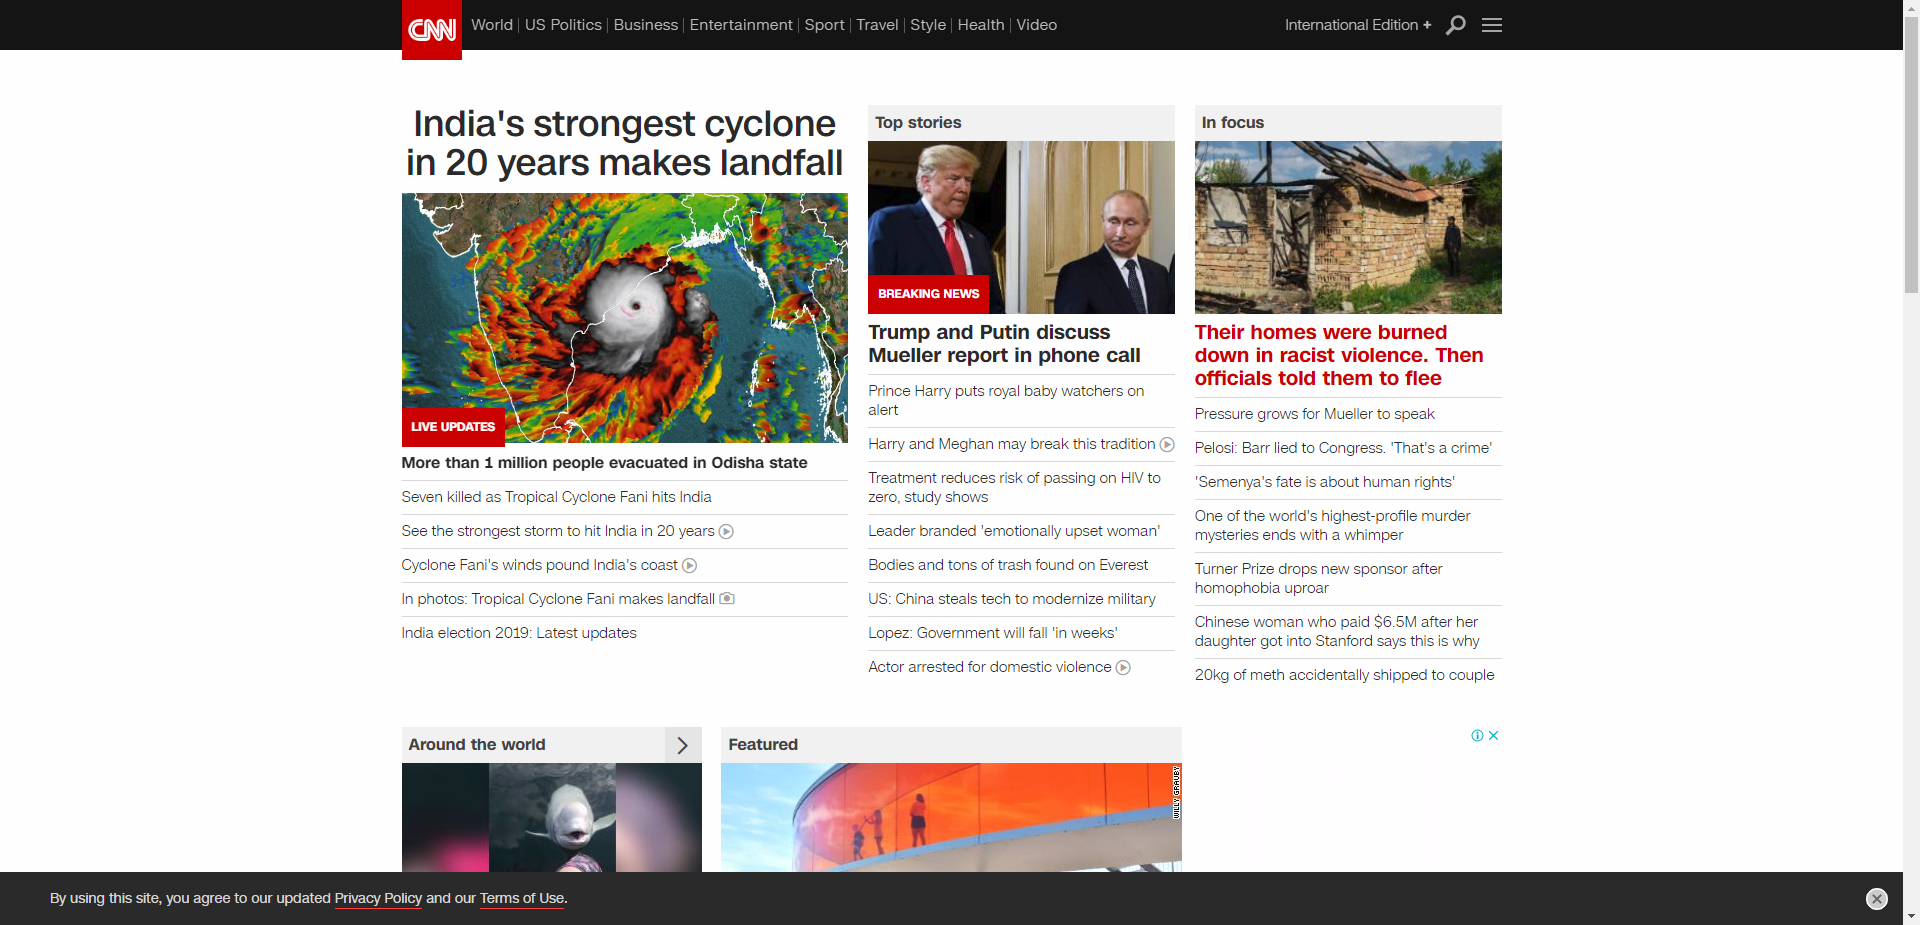 CNN
World
US Politics
Business
Entertainment
Sport
Travel
Style
Health
Video
International Edition +
India's strongest cyclone
in 20 years makes landfall
LIVE UPDATES
More than 1 million people evacuated in Odisha state
Seven killed as Tropical Cyclone Fani hits India
See the strongest storm to hit India in 20 years
Cyclone Fani's winds pound India's coast
In photos: Tropical Cyclone Fani makes landfall
India election 2019: Latest updates
Top stories
BREAKING NEWS
Trump and Putin discuss
Mueller report in phone call
Prince Harry puts royal baby watchers on
alert
Harry and Meghan may break this tradition
Treatment reduces risk of passing on HIV to
zero, study shows
Leader branded 'emotionally upset woman'
Bodies and tons of trash found on Everest
US: China steals tech to modernize military
Lopez: Government will fall 'in weeks'
Actor arrested for domestic violence
In focus
Their homes were burned
down in racist violence. Then
officials told them to flee
Pressure grows for Mueller to speak
Pelosi: Barr lied to Congress. 'That's a crime'
'Semenya's fate is about human rights'
One of the world's highest-profile murder
mysteries ends with a whimper
Turner Prize drops new sponsor after
homophobia uproar
Chinese woman who paid $6.5M after her
daughter got into Stanford says this is why
20kg of meth accidentally shipped to couple
Around the world
Featured
WILLY GRAUBY
By using this site, you agree to our updated Privacy Policy and our Terms of Use.